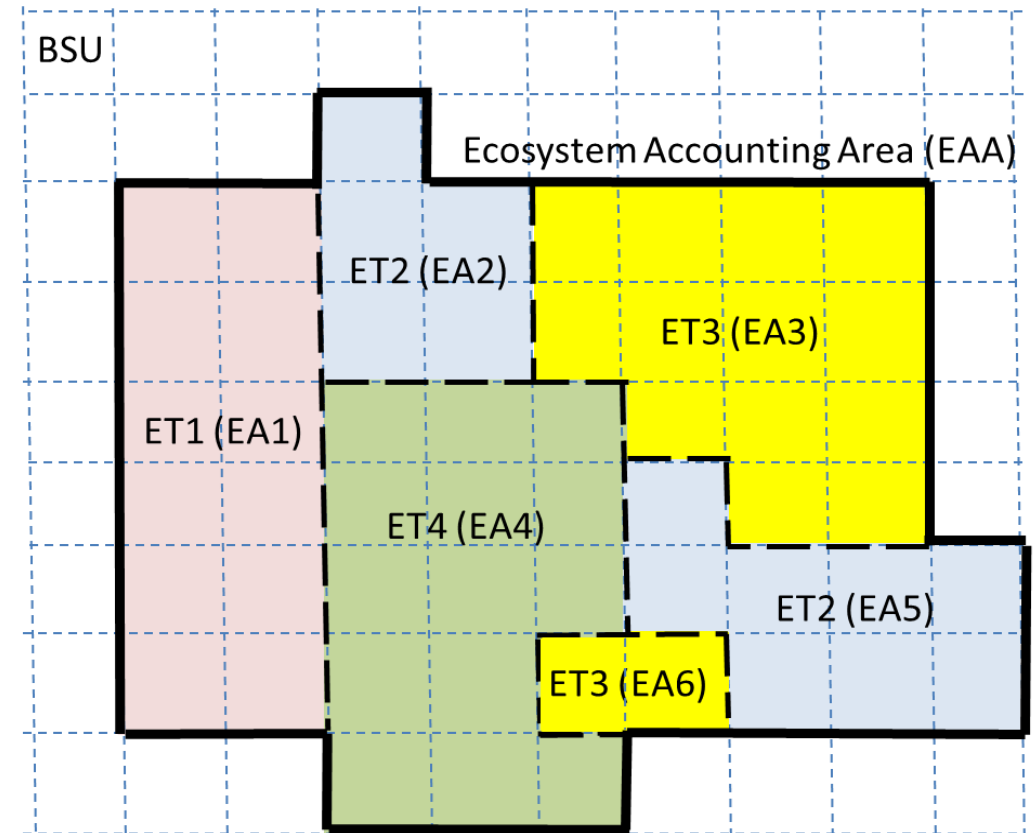 BSU
Ecosystem Accounting Area (EAA)
ET2 (EA2)
ET3 (EA3)
ET1 (EA1)
ET4 (EA4)
ET2 (EA5)
ET3 (EA6)